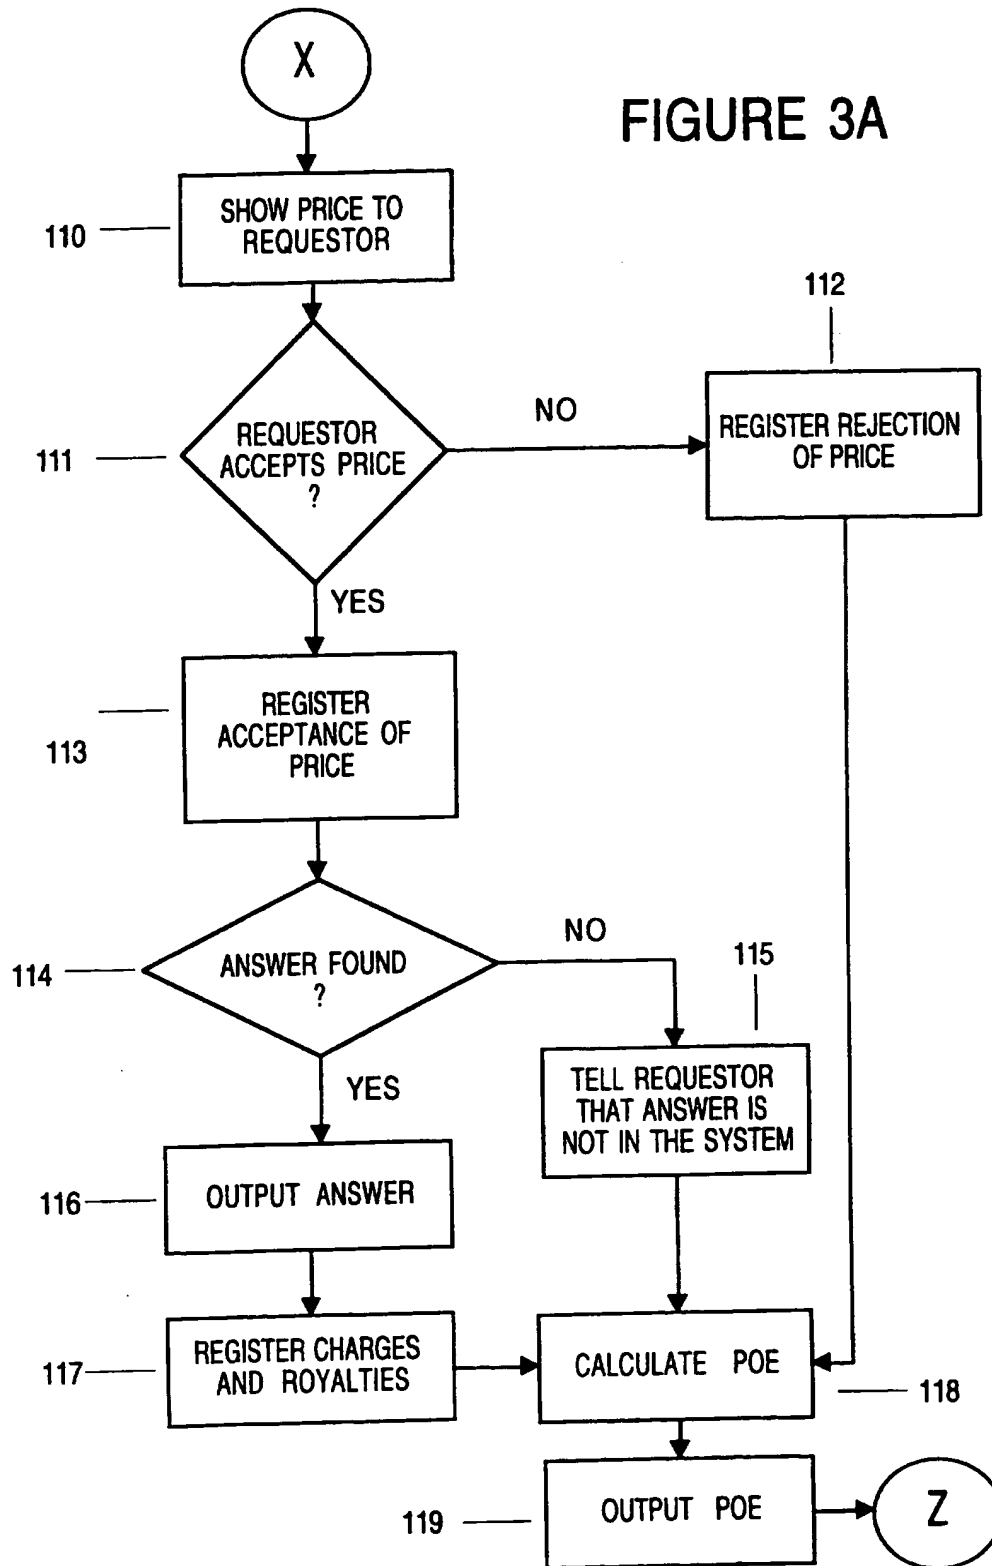 X
FIGURE 3A
SHOW PRICE TO
REQUESTOR
110
112
REQUESTOR
ACCEPTS PRICE
?
111
NO
REGISTER REJECTION
OF PRICE
YES
REGISTER
ACCEPTANCE OF
PRICE
113
ANSWER FOUND
?
114
NO
115
YES
TELL REQUESTOR
THAT ANSWER IS
NOT IN THE SYSTEM
OUTPUT ANSWER
116
REGISTER CHARGES
AND ROYALTIES
117
CALCULATE POE
118
OUTPUT POE
119
Z